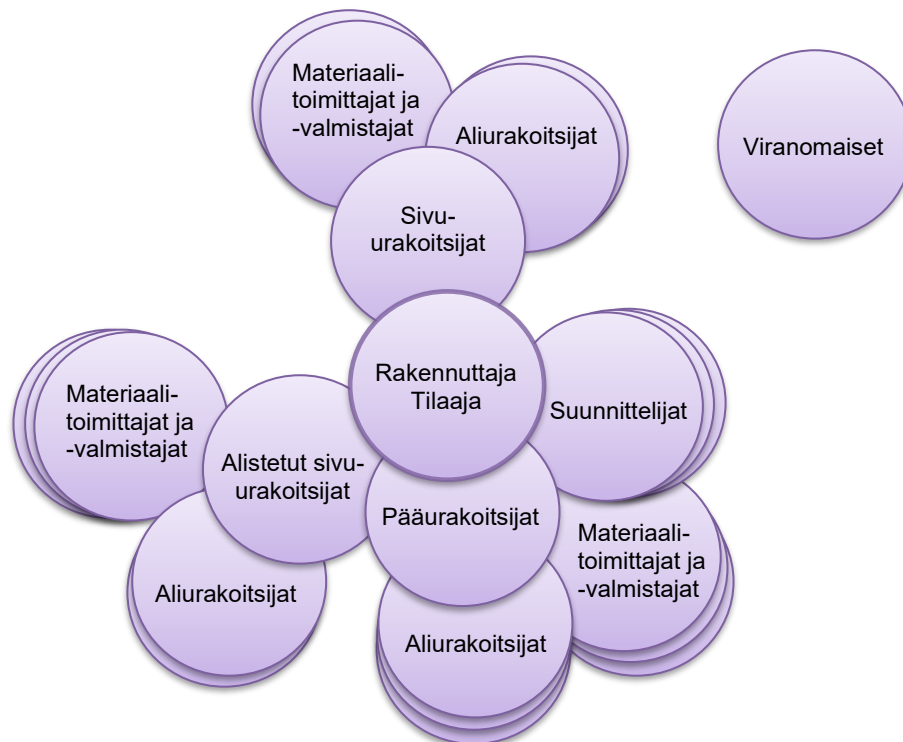 Materiaali-
toimittajat ja
-valmistajat
Aliurakoitsijat
Viranomaiset
Sivu-
urakoitsijat
Rakennuttaja
Tilaaja
Suunnittelijat
Materiaali-
toimittajat ja
-valmistajat
Alistetut sivu-
urakoitsijat
Pääurakoitsijat
Materiaali-
toimittajat ja
-valmistajat
Aliurakoitsijat
Aliurakoitsijat